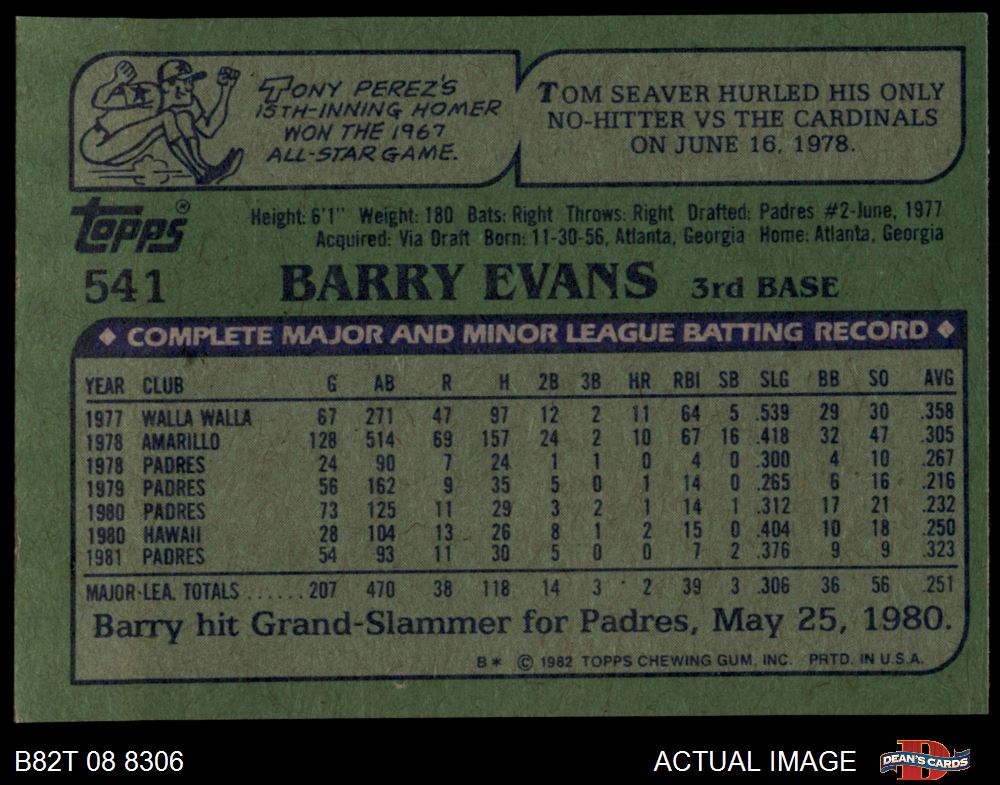 TONY PEREZ'S
15TH-INNING HOMER
WON THE 1967
ALL-STAR GAME.
TOM SEAVER HURLED HIS ONLY
NO-HITTER VS THE CARDINALS
ON JUNE 16, 1978.
topps®
Height: 6'1" Weight: 180 Bats: Right Throws: Right Drafted: Padres #2-June, 1977
Acquired: Via Draft Born: 11-30-56, Atlanta, Georgia Home: Atlanta, Georgia
541 BARRY EVANS 3rd BASE
COMPLETE MAJOR AND MINOR LEAGUE BATTING RECORD
YEAR CLUB G AB R H 2B 3B HR RBI SB SLG BB SO AVG
1977 WALLA WALLA 67 271 47 97 12 2 11 64 5 .539 29 30 .358
1978 AMARILLO 128 514 69 157 24 2 10 67 16 .418 32 47 .305
1978 PADRES 24 90 7 24 1 1 0 4 0 .300 4 10 .267
1979 PADRES 56 162 9 35 5 0 1 14 0 .265 6 16 .216
1980 PADRES 73 125 11 29 3 2 1 14 1 .312 17 21 .232
1980 HAWAII 28 104 13 26 8 1 2 15 0 .404 10 18 .250
1981 PADRES 54 93 11 30 5 0 0 7 2 .376 9 9 .323
MAJOR-LEA. TOTALS ......207 470 38 118 14 3 2 39 3 .306 36 56 .251
Barry hit Grand-Slammer for Padres, May 25, 1980.
B* © 1982 TOPPS CHEWING GUM, INC. PRTD. IN U.S.A.
B82T 08 8306 ACTUAL IMAGE DEAN'S CARDS